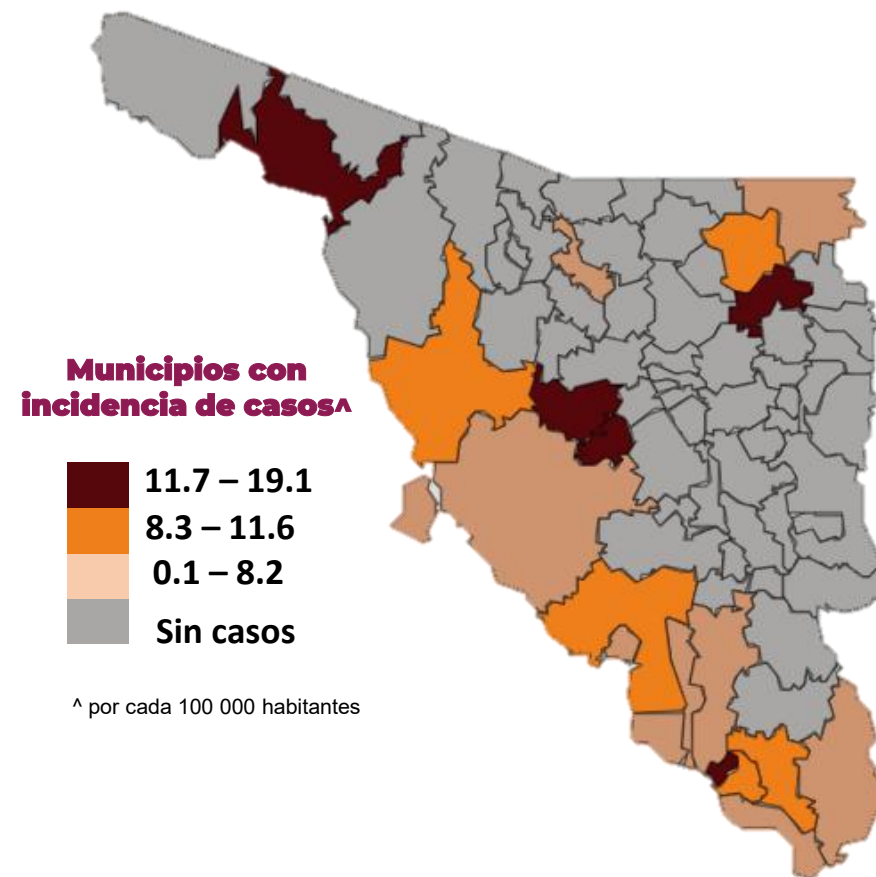 Municipios con
incidencia de casos^
11.7 – 19.1
8.3 – 11.6
0.1 – 8.2
Sin casos
^ por cada 100 000 habitantes